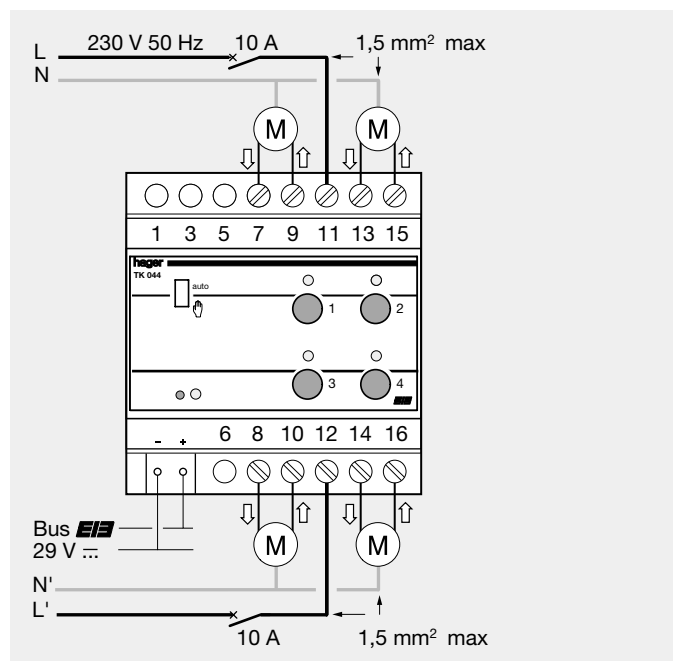 L 230 V 50 Hz 10 A 1,5 mm² max
N
M M
1 3 5 7 9 11 13 15
hager
TK 044
auto
1 2
3 4
EIB
- + 6 8 10 12 14 16
Bus EIB
29 V ⎓
M M
N'
L'
10 A 1,5 mm² max